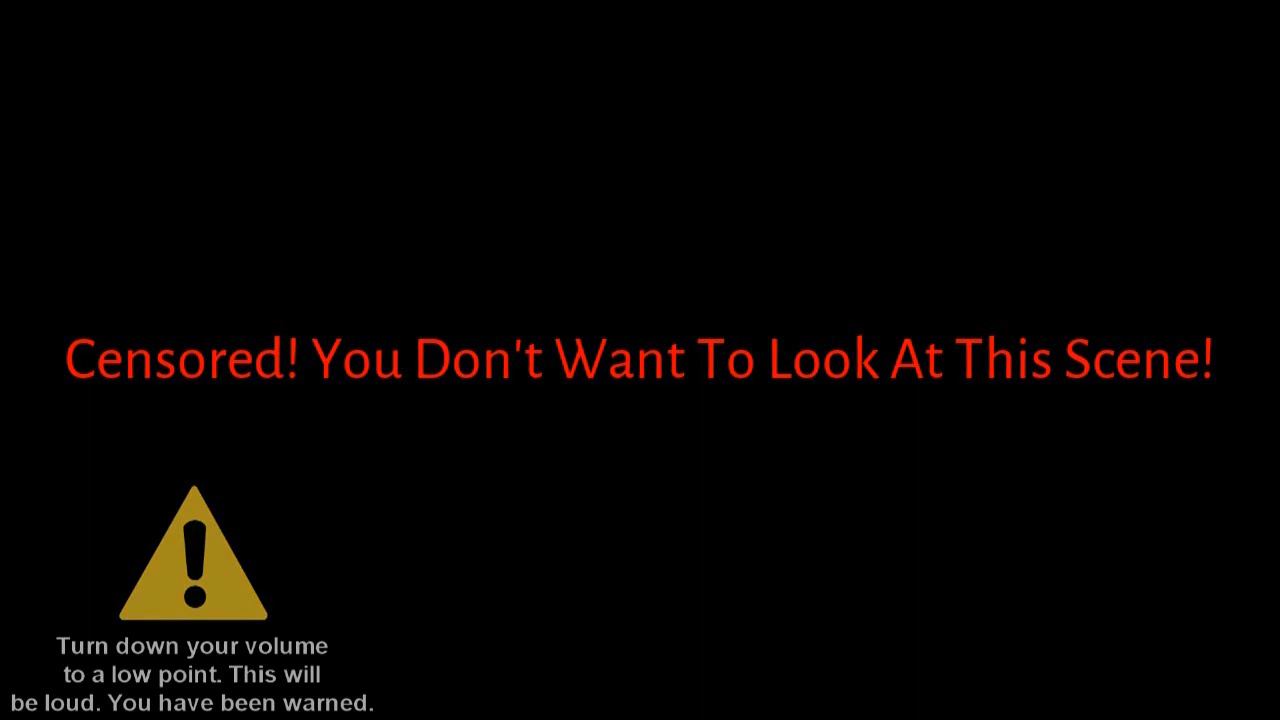 Censored! You Don't Want To Look At This Scene!
Turn down your volume
to a low point. This will
be loud. You have been warned.